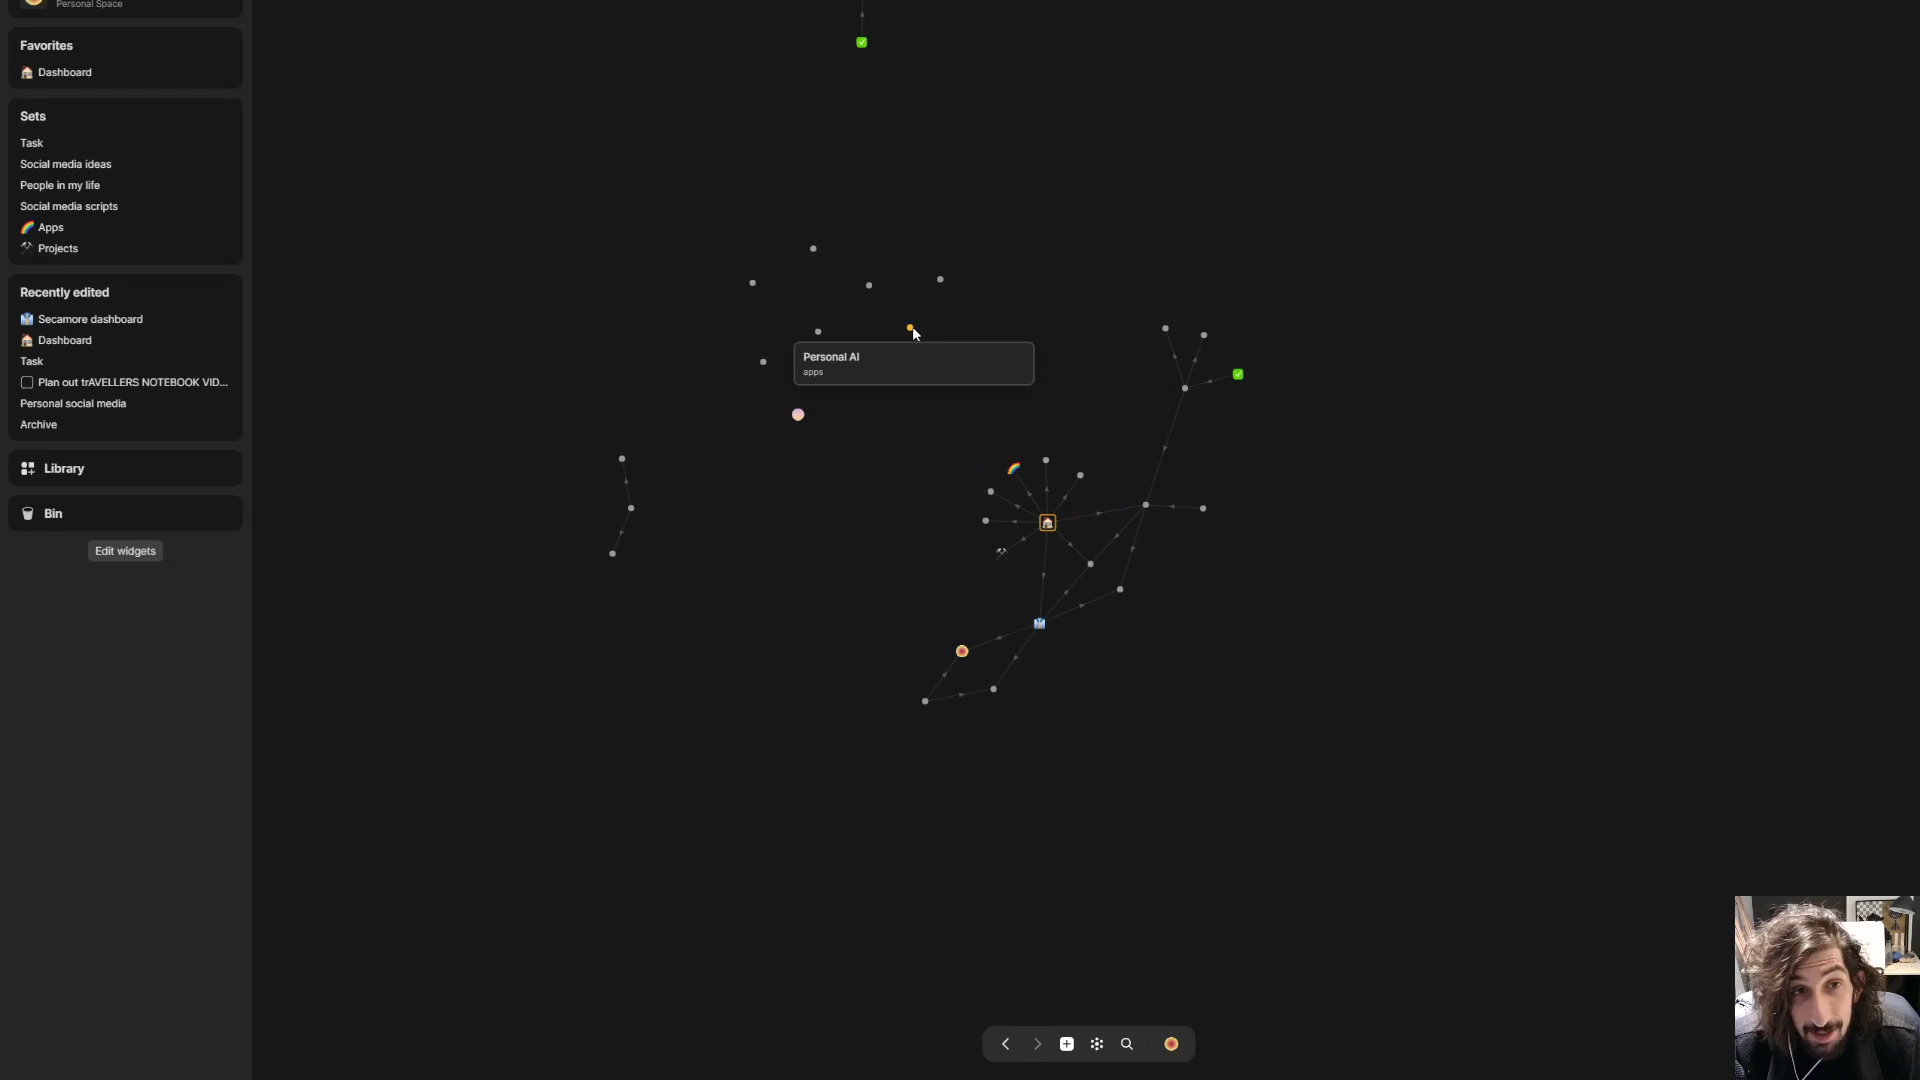 Personal Space
Favorites
Dashboard
Sets
Task
Social media ideas
People in my life
Social media scripts
Apps
Projects
Recently edited
Secamore dashboard
Dashboard
Task
Plan out trAVELLERS NOTEBOOK VID...
Personal social media
Archive
Library
Bin
Edit widgets
Personal AI
apps